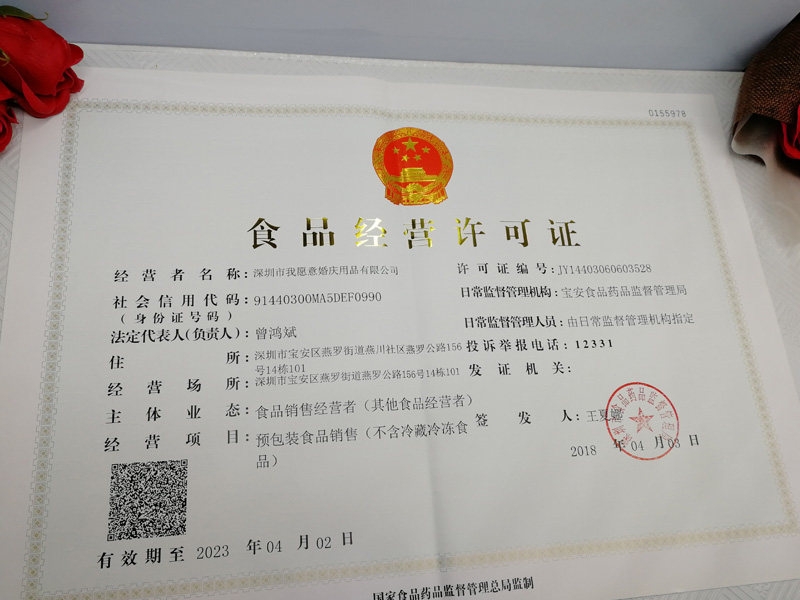 0155978
食品经营许可证
经营者名称：深圳市我愿意婚庆用品有限公司
许可证编号：JY14403060603528
社会信用代码：91440300MA5DEF0990
（身份证号码）
日常监督管理机构：宝安食品药品监督管理局
法定代表人（负责人）：曾鸿斌
日常监督管理人员：由日常监督管理机构指定
住所：深圳市宝安区燕罗街道燕川社区燕罗公路156
号14栋101
投诉举报电话：12331
经营场所：深圳市宝安区燕罗街道燕罗公路156号14栋101
发证机关：
主体业态：食品销售经营者（其他食品经营者）
签发人：王夏
经营项目：预包装食品销售（不含冷藏冷冻食
品）
2018 年 04 月 03 日
有效期至 2023 年 04 月 02 日
国家食品药品监督管理总局监制